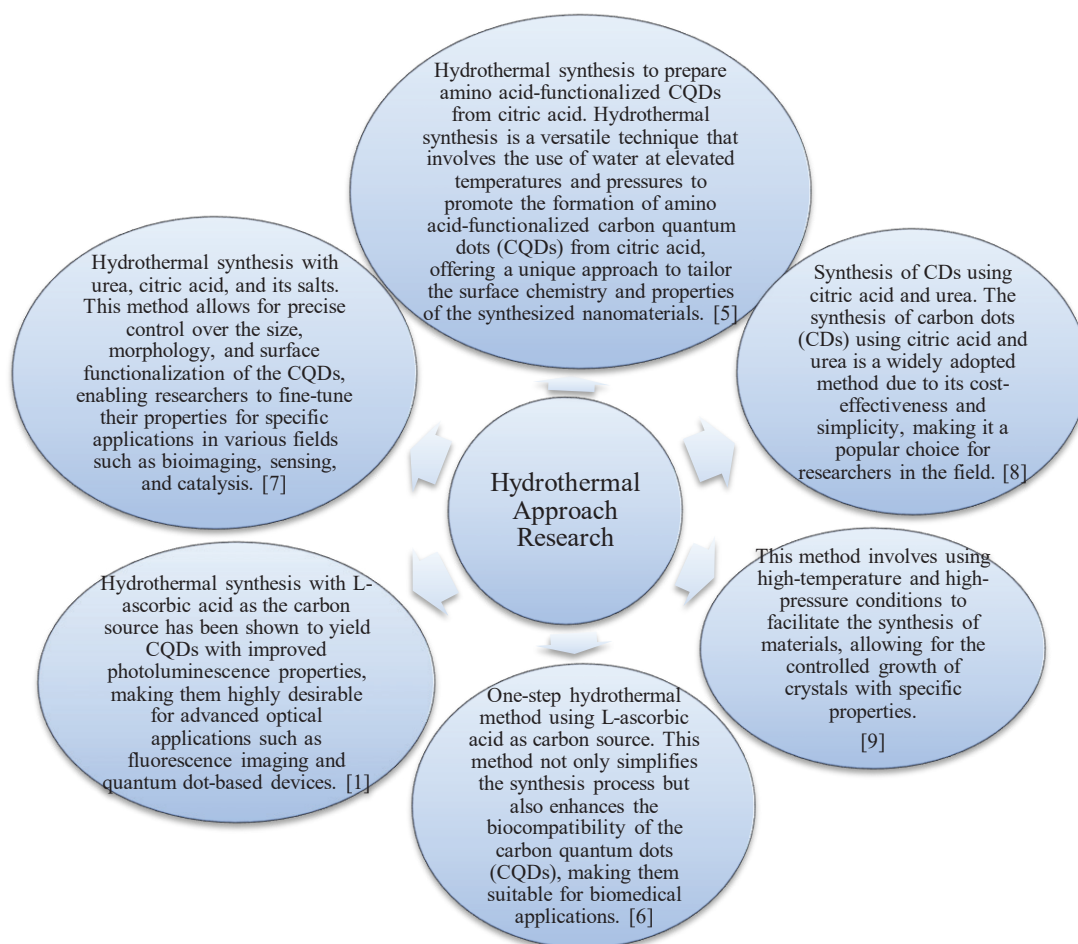 Hydrothermal synthesis to prepare
amino acid-functionalized CQDs
from citric acid. Hydrothermal
synthesis is a versatile technique that
involves the use of water at elevated
temperatures and pressures to
promote the formation of amino
acid-functionalized carbon quantum
dots (CQDs) from citric acid,
offering a unique approach to tailor
the surface chemistry and properties
of the synthesized nanomaterials. [5]
Hydrothermal synthesis with
urea, citric acid, and its salts.
This method allows for precise
control over the size,
morphology, and surface
functionalization of the CQDs,
enabling researchers to fine-tune
their properties for specific
applications in various fields
such as bioimaging, sensing,
and catalysis. [7]
Synthesis of CDs using
citric acid and urea. The
synthesis of carbon dots
(CDs) using citric acid and
urea is a widely adopted
method due to its cost-
effectiveness and
simplicity, making it a
popular choice for
researchers in the field. [8]
Hydrothermal
Approach
Research
Hydrothermal synthesis with L-
ascorbic acid as the carbon
source has been shown to yield
CQDs with improved
photoluminescence properties,
making them highly desirable
for advanced optical
applications such as
fluorescence imaging and
quantum dot-based devices. [1]
This method involves using
high-temperature and high-
pressure conditions to
facilitate the synthesis of
materials, allowing for the
controlled growth of
crystals with specific
properties.
[9]
One-step hydrothermal
method using L-ascorbic
acid as carbon source. This
method not only simplifies
the synthesis process but
also enhances the
biocompatibility of the
carbon quantum dots
(CQDs), making them
suitable for biomedical
applications. [6]